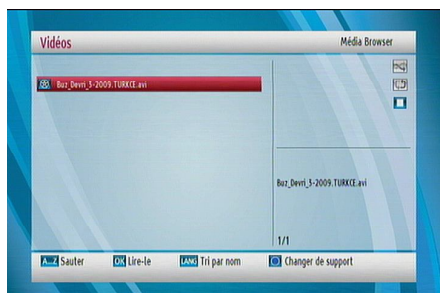 Vidéos
Média Browser
Buz_Devri_3-2009.TURKCE.avi
Buz_Devri_3-2009.TURKCE.avi
1/1
A...Z Sauter
OK Lire-le
LANG Tri par nom
Changer de support